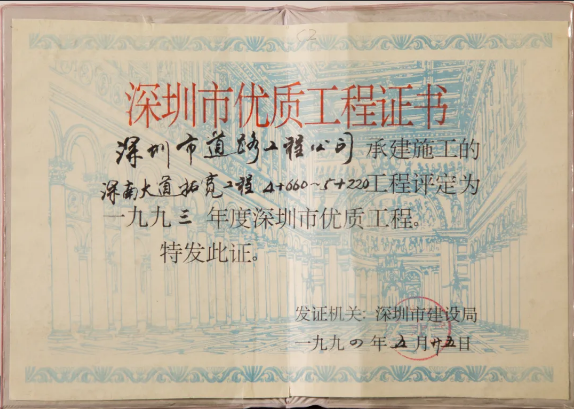 深圳市优质工程证书
深圳市道路工程公司 承建施工的
深南大道拓宽工程 4+660~5+220工程评定为
一九九三 年度深圳市优质工程。
特发此证。
发证机关: 深圳市建设局
一九九四 年 五 月 廿五日